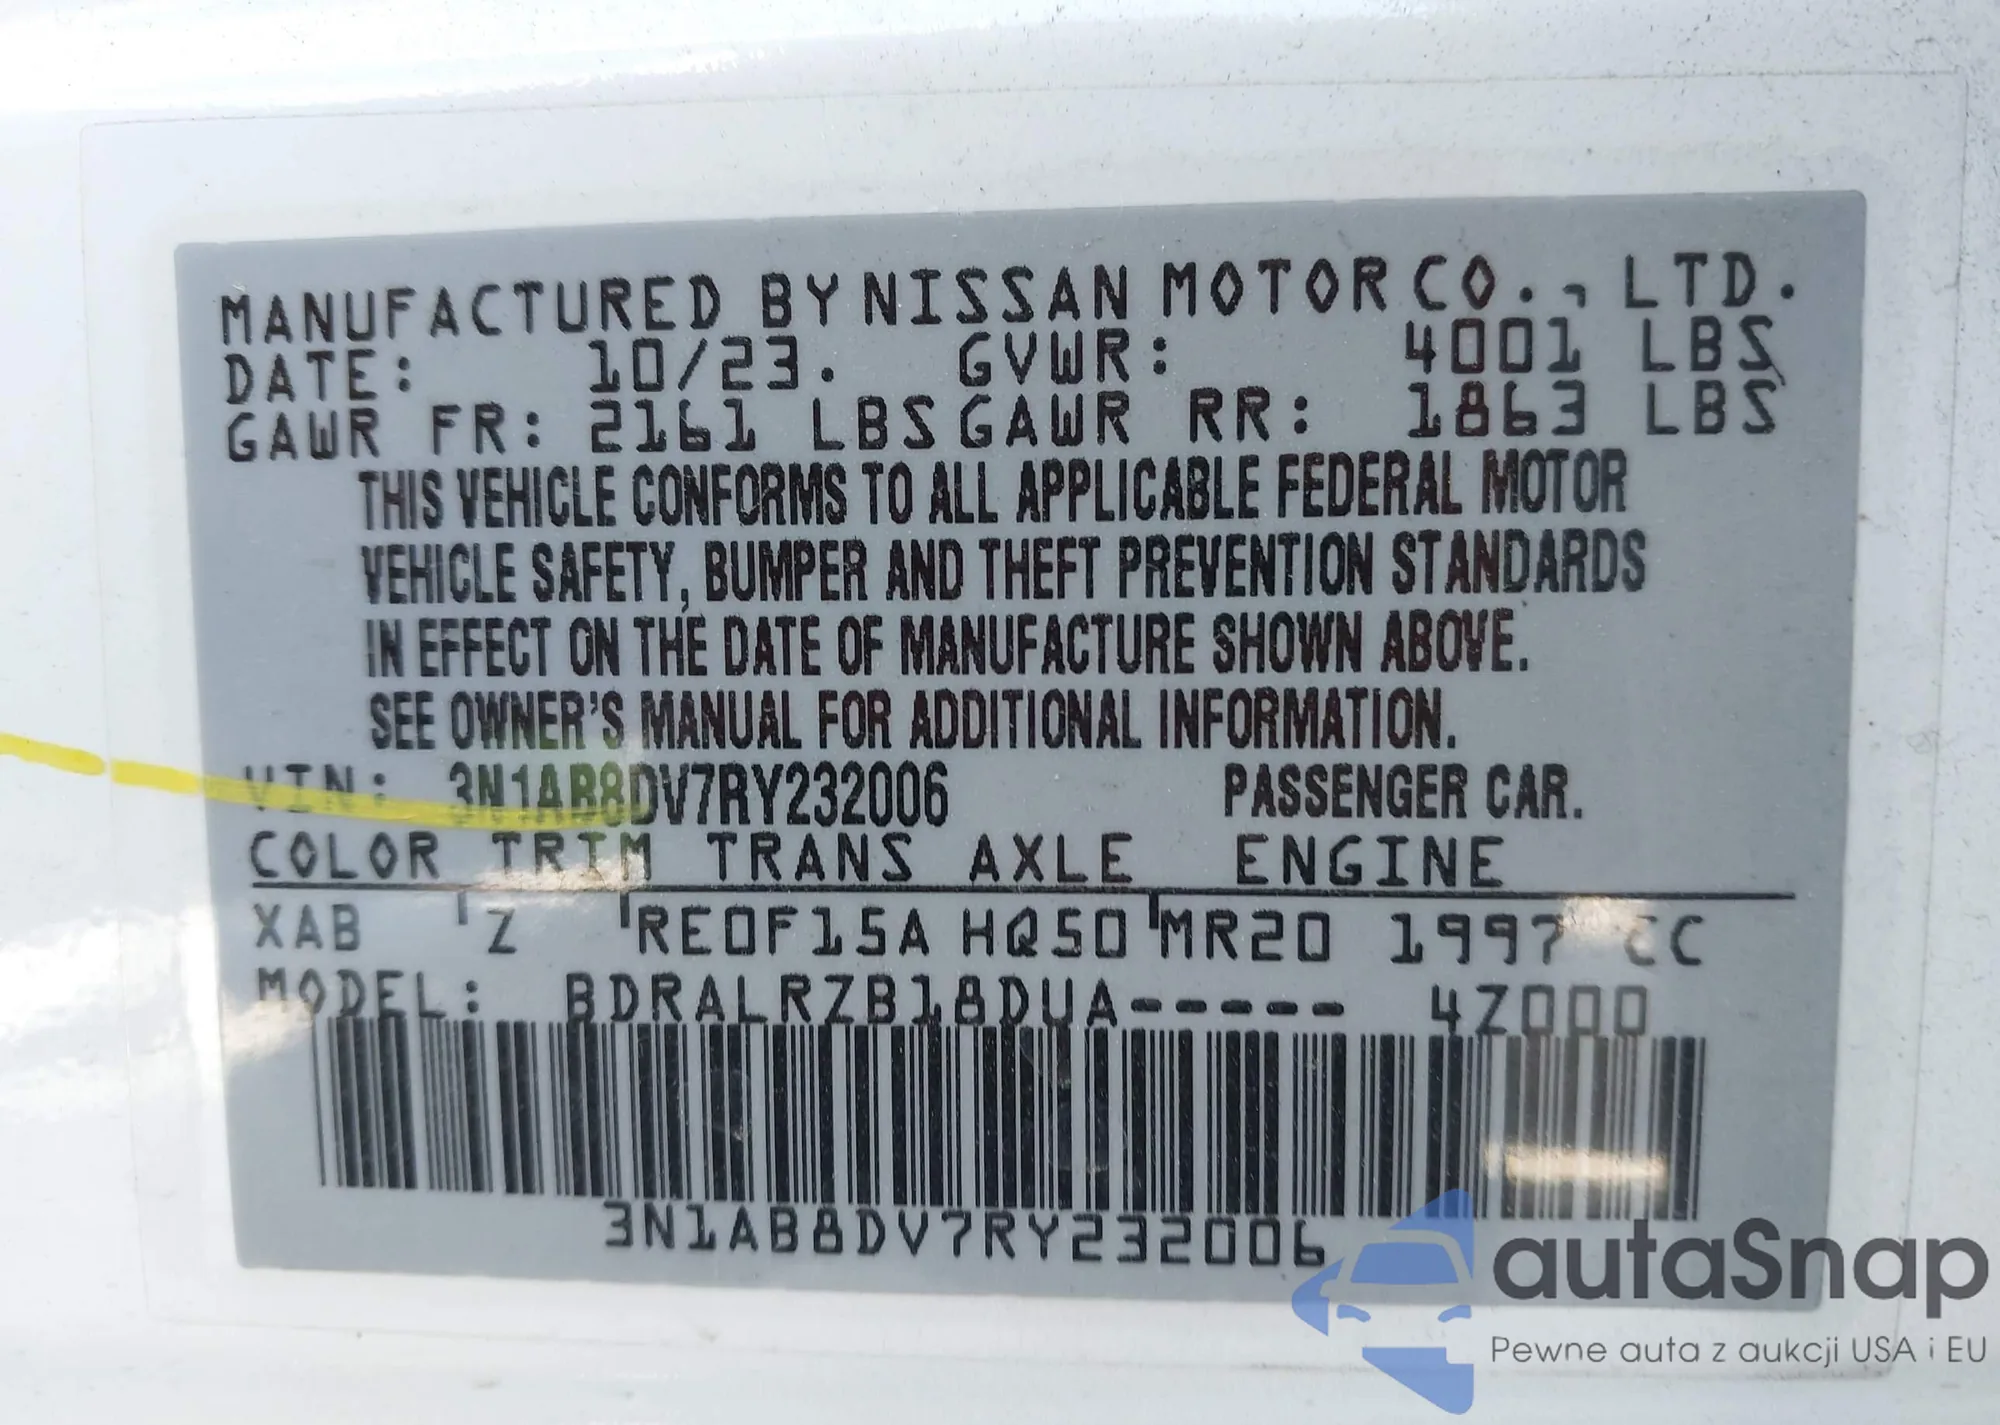 MANUFACTURED BY NISSAN MOTOR CO., LTD.
DATE: 10/23. GVWR: 4001 LBS
GAWR FR: 2161 LBS GAWR RR: 1863 LBS
THIS VEHICLE CONFORMS TO ALL APPLICABLE FEDERAL MOTOR
VEHICLE SAFETY, BUMPER AND THEFT PREVENTION STANDARDS
IN EFFECT ON THE DATE OF MANUFACTURE SHOWN ABOVE.
SEE OWNER'S MANUAL FOR ADDITIONAL INFORMATION.
VIN: 3N1AB8DV7RY232006 PASSENGER CAR.
COLOR TRIM TRANS AXLE ENGINE
XAB Z RE0F15A HQ50 MR20 1997 CC
MODEL: BDRALRZB18DUA----- 4Z000
3N1AB8DV7RY232006
autaSnap
Pewne auta z aukcji USA i EU